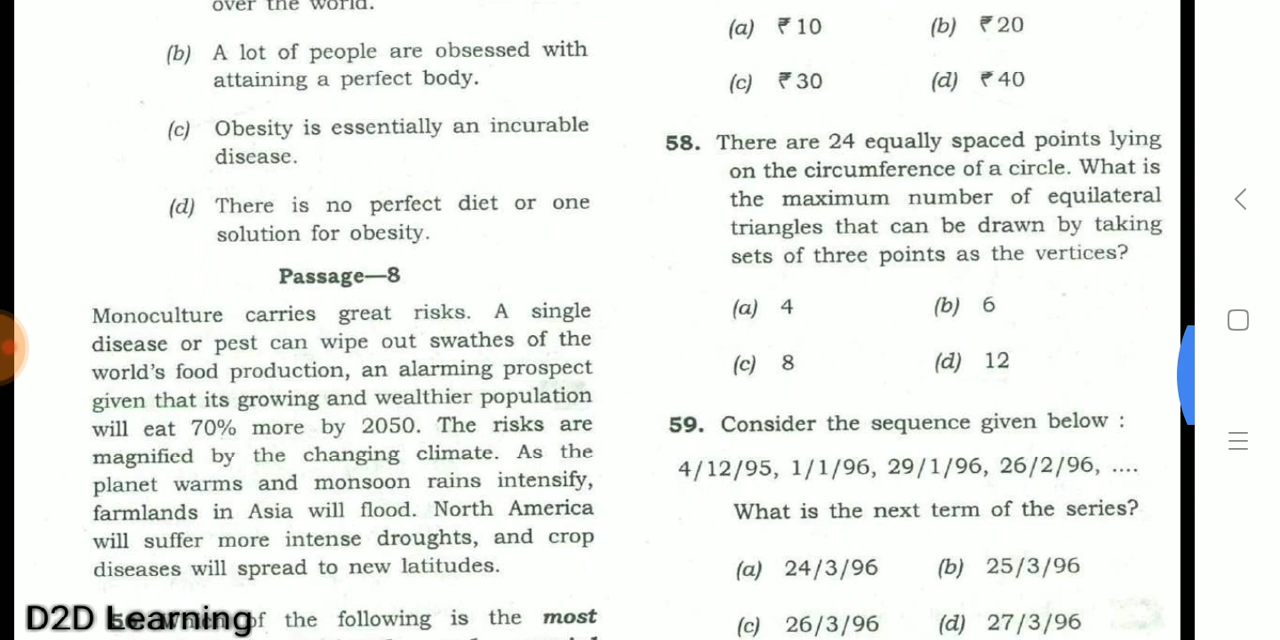 over the world.
(b) A lot of people are obsessed with
attaining a perfect body.
(c) Obesity is essentially an incurable
disease.
(d) There is no perfect diet or one
solution for obesity.
Passage—8
Monoculture carries great risks. A single
disease or pest can wipe out swathes of the
world's food production, an alarming prospect
given that its growing and wealthier population
will eat 70% more by 2050. The risks are
magnified by the changing climate. As the
planet warms and monsoon rains intensify,
farmlands in Asia will flood. North America
will suffer more intense droughts, and crop
diseases will spread to new latitudes.
of the following is the most
D2D Learning
(a) ₹ 10 (b) ₹ 20
(c) ₹ 30 (d) ₹ 40
58. There are 24 equally spaced points lying
on the circumference of a circle. What is
the maximum number of equilateral
triangles that can be drawn by taking
sets of three points as the vertices?
(a) 4 (b) 6
(c) 8 (d) 12
59. Consider the sequence given below :
4/12/95, 1/1/96, 29/1/96, 26/2/96, ....
What is the next term of the series?
(a) 24/3/96 (b) 25/3/96
(c) 26/3/96 (d) 27/3/96